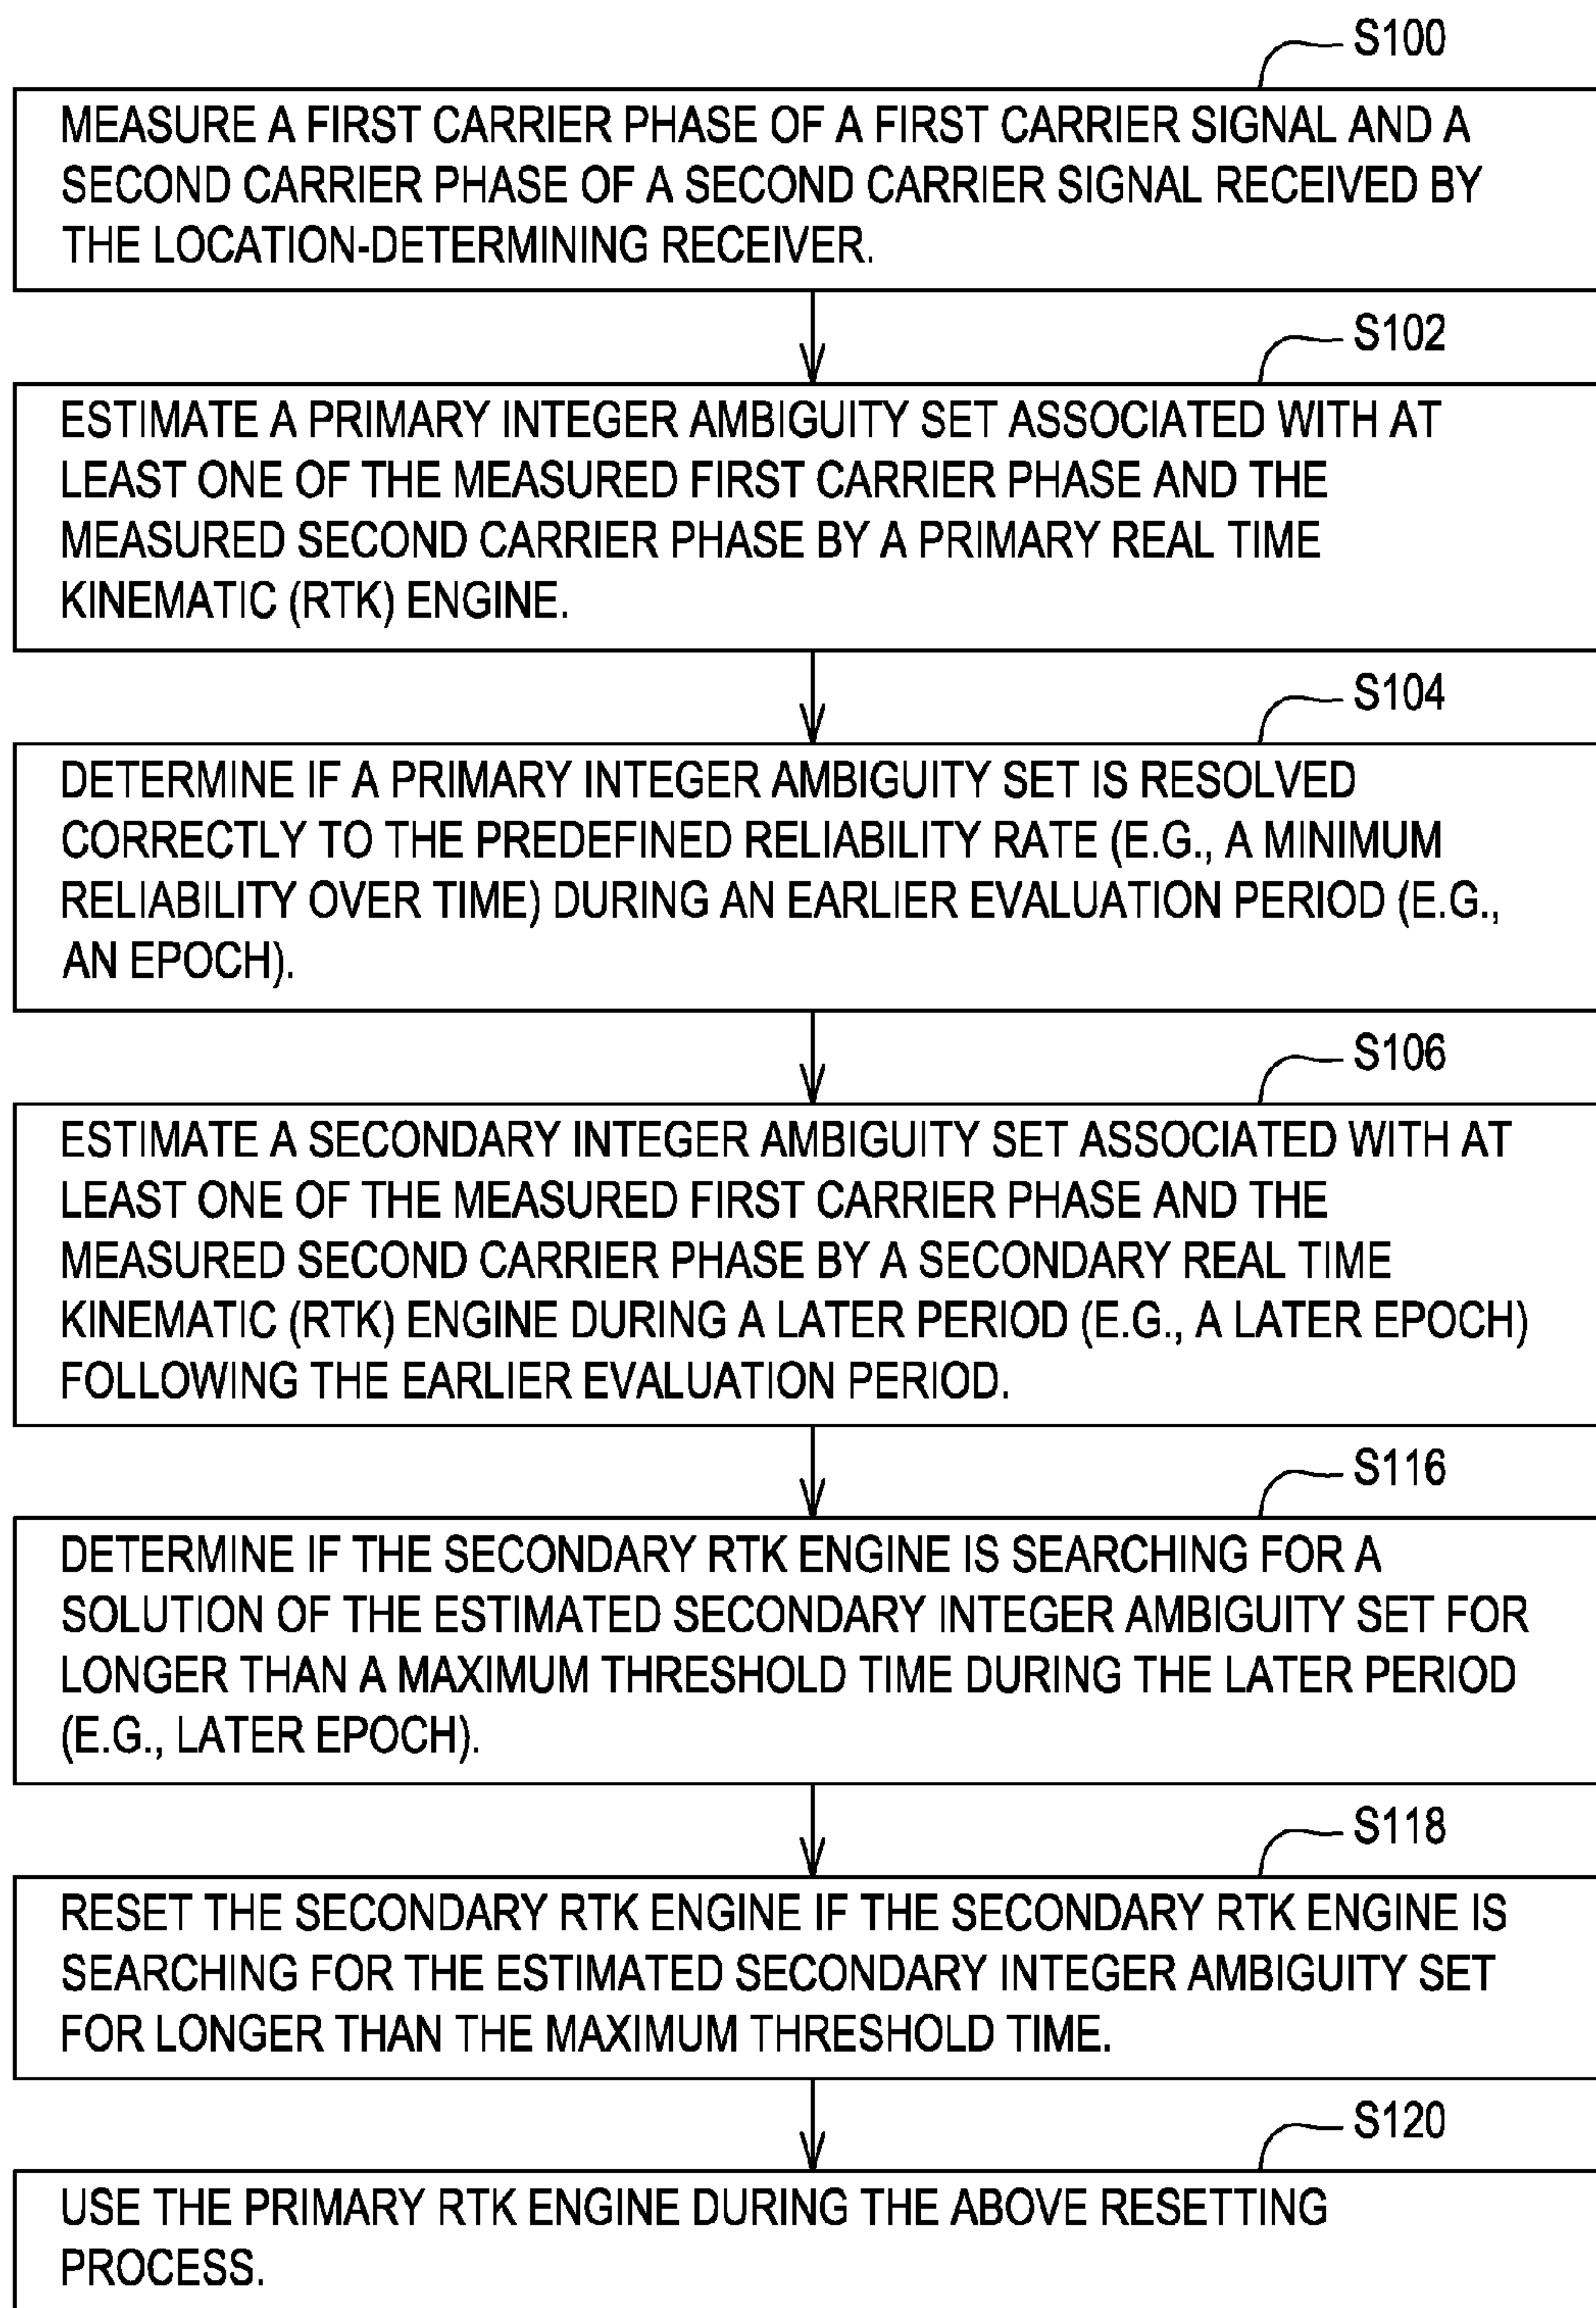 S100
MEASURE A FIRST CARRIER PHASE OF A FIRST CARRIER SIGNAL AND A
SECOND CARRIER PHASE OF A SECOND CARRIER SIGNAL RECEIVED BY
THE LOCATION-DETERMINING RECEIVER.
S102
ESTIMATE A PRIMARY INTEGER AMBIGUITY SET ASSOCIATED WITH AT
LEAST ONE OF THE MEASURED FIRST CARRIER PHASE AND THE
MEASURED SECOND CARRIER PHASE BY A PRIMARY REAL TIME
KINEMATIC (RTK) ENGINE.
S104
DETERMINE IF A PRIMARY INTEGER AMBIGUITY SET IS RESOLVED
CORRECTLY TO THE PREDEFINED RELIABILITY RATE (E.G., A MINIMUM
RELIABILITY OVER TIME) DURING AN EARLIER EVALUATION PERIOD (E.G.,
AN EPOCH).
S106
ESTIMATE A SECONDARY INTEGER AMBIGUITY SET ASSOCIATED WITH AT
LEAST ONE OF THE MEASURED FIRST CARRIER PHASE AND THE
MEASURED SECOND CARRIER PHASE BY A SECONDARY REAL TIME
KINEMATIC (RTK) ENGINE DURING A LATER PERIOD (E.G., A LATER EPOCH)
FOLLOWING THE EARLIER EVALUATION PERIOD.
S116
DETERMINE IF THE SECONDARY RTK ENGINE IS SEARCHING FOR A
SOLUTION OF THE ESTIMATED SECONDARY INTEGER AMBIGUITY SET FOR
LONGER THAN A MAXIMUM THRESHOLD TIME DURING THE LATER PERIOD
(E.G., LATER EPOCH).
S118
RESET THE SECONDARY RTK ENGINE IF THE SECONDARY RTK ENGINE IS
SEARCHING FOR THE ESTIMATED SECONDARY INTEGER AMBIGUITY SET
FOR LONGER THAN THE MAXIMUM THRESHOLD TIME.
S120
USE THE PRIMARY RTK ENGINE DURING THE ABOVE RESETTING
PROCESS.